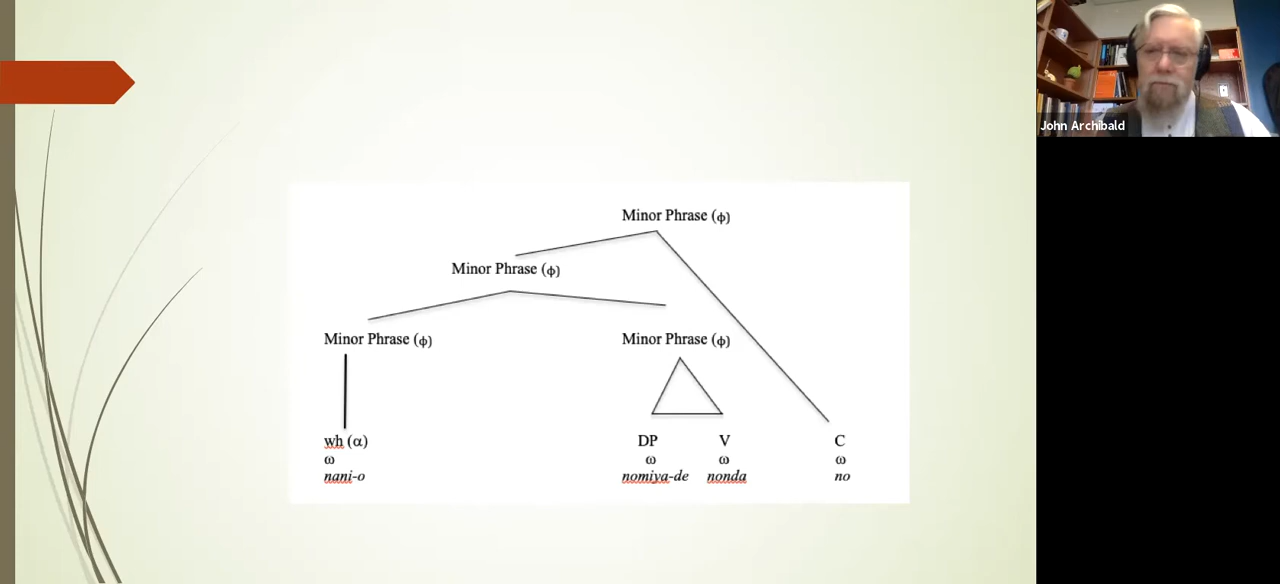 John Archibald
Minor Phrase (ϕ)
Minor Phrase (ϕ)
Minor Phrase (ϕ) Minor Phrase (ϕ)
wh (α) DP V C
ω ω ω ω
nani-o nomiya-de nonda no